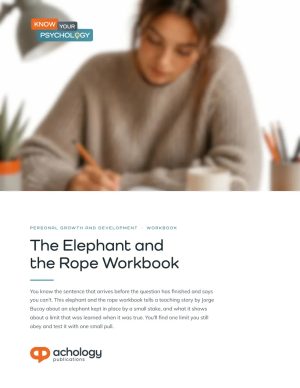 KNOW YOUR
PSYCHOLOGY
PERSONAL GROWTH AND DEVELOPMENT · WORKBOOK
The Elephant and
the Rope Workbook
You know the sentence that arrives before the question has finished and says
you can't. This elephant and the rope workbook tells a teaching story by Jorge
Bucay about an elephant kept in place by a small stake, and what it shows
about a limit that was learned when it was true. You'll find one limit you still
obey and test it with one small pull.
achology
publications